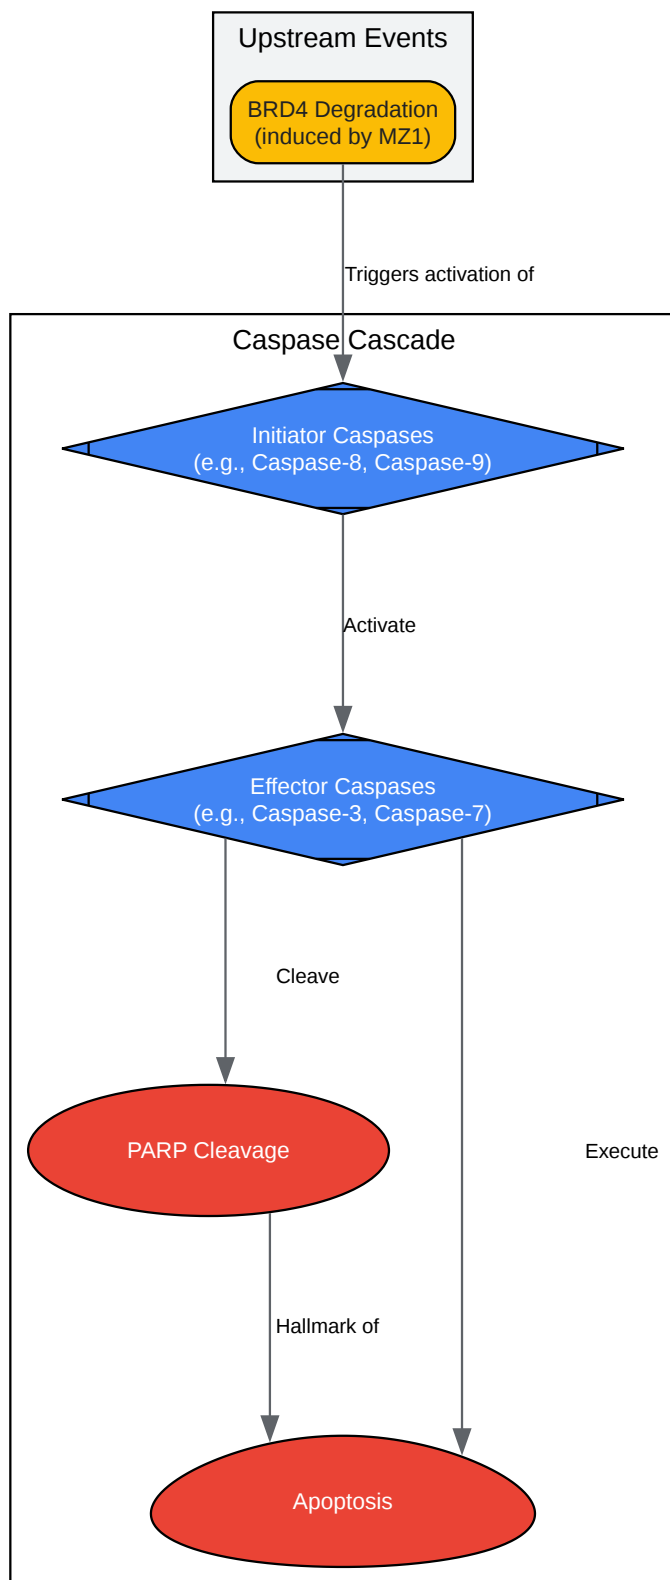 Upstream Events
BRD4 Degradation
(induced by MZ1)
Triggers activation of
Caspase Cascade
Initiator Caspases
(e.g., Caspase-8, Caspase-9)
Activate
Effector Caspases
(e.g., Caspase-3, Caspase-7)
Cleave
PARP Cleavage
Execute
Hallmark of
Apoptosis